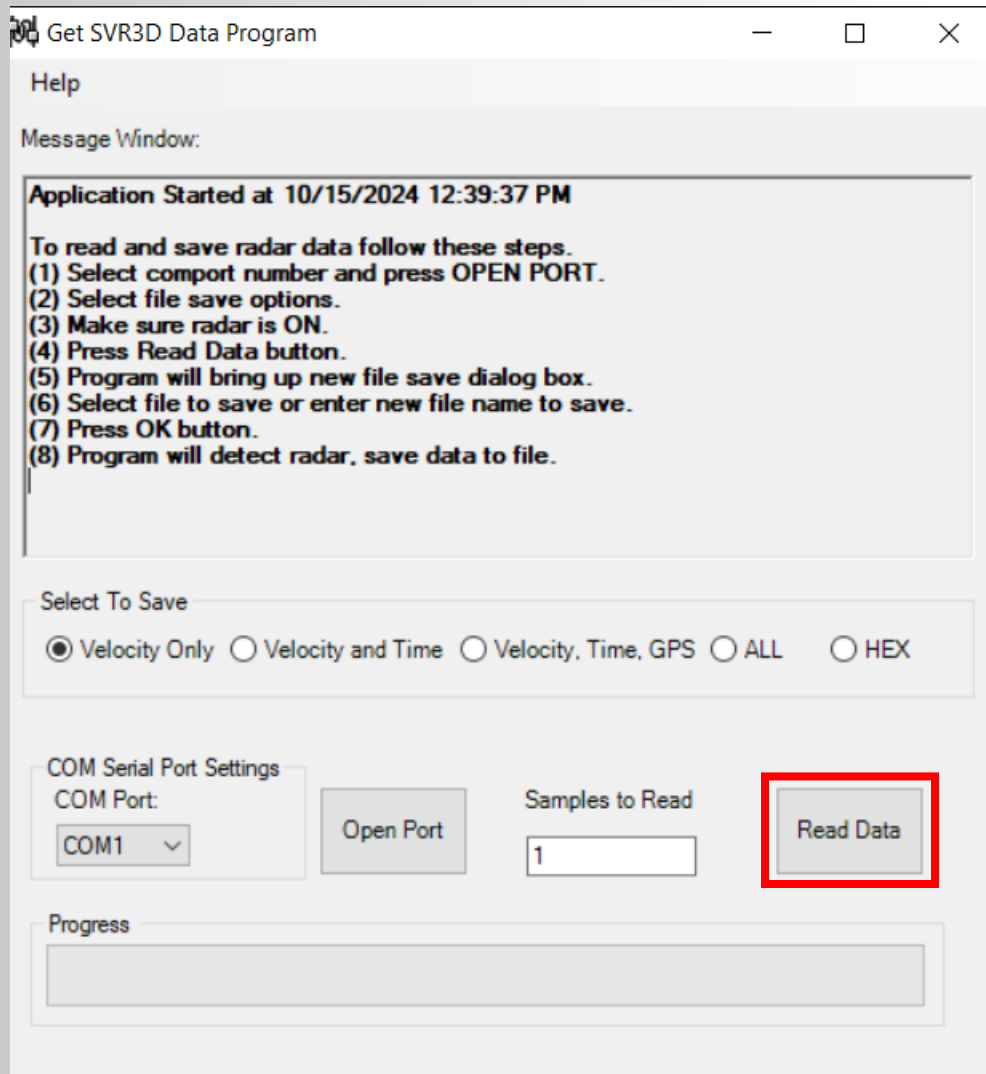 Get SVR3D Data Program
Help
Message Window:
Application Started at 10/15/2024 12:39:37 PM
To read and save radar data follow these steps.
(1) Select comport number and press OPEN PORT.
(2) Select file save options.
(3) Make sure radar is ON.
(4) Press Read Data button.
(5) Program will bring up new file save dialog box.
(6) Select file to save or enter new file name to save.
(7) Press OK button.
(8) Program will detect radar, save data to file.
Select To Save
Velocity Only Velocity and Time Velocity, Time, GPS ALL HEX
COM Serial Port Settings
COM Port:
COM1
Open Port
Samples to Read
1
Read Data
Progress